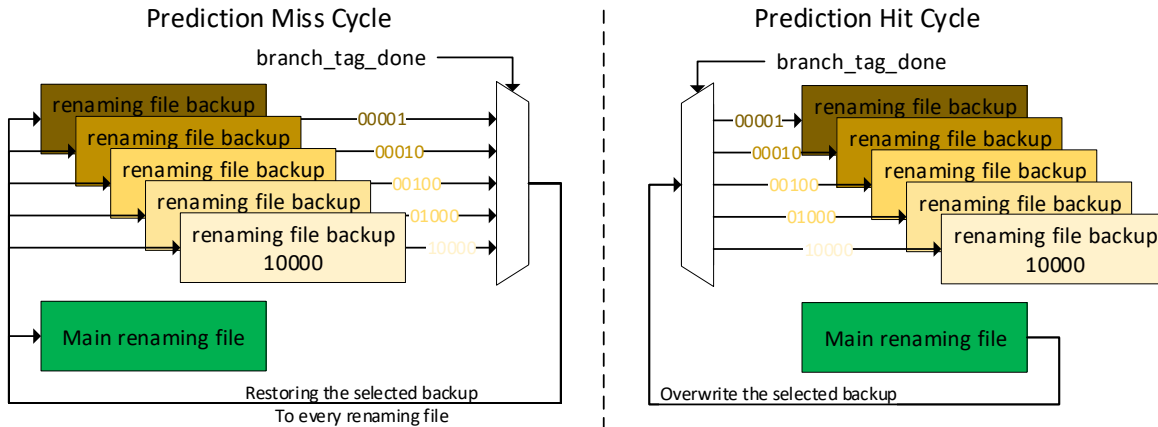 Prediction Miss Cycle
branch_tag_done
renaming file backup
00001
renaming file backup
00010
renaming file backup
00100
renaming file backup
01000
renaming file backup
10000
10000
Main renaming file
Restoring the selected backup
To every renaming file
Prediction Hit Cycle
branch_tag_done
00001
renaming file backup
00010
renaming file backup
00100
renaming file backup
01000
renaming file backup
10000
renaming file backup
10000
Main renaming file
Overwrite the selected backup